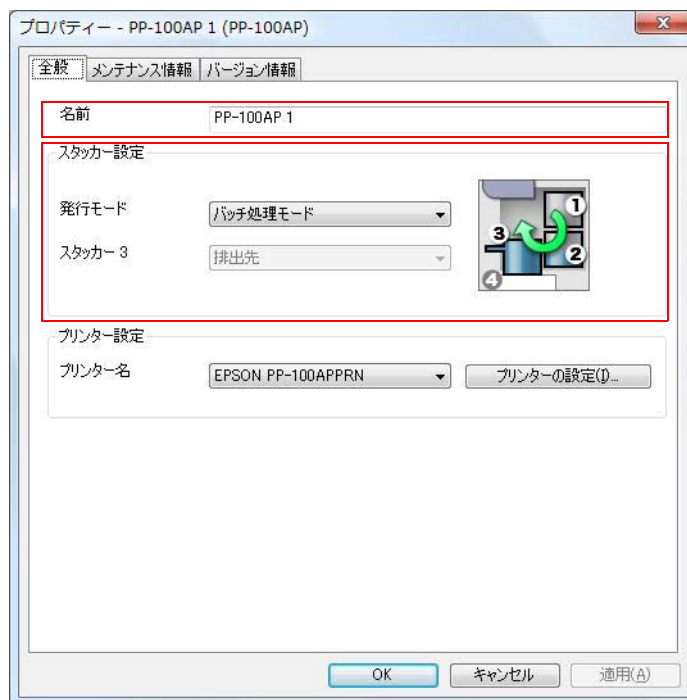 プロパティー - PP-100AP 1 (PP-100AP)
全般 メンテナンス情報 バージョン情報
名前 PP-100AP 1
スタッカー設定
発行モード バッチ処理モード
スタッカー 3 排出先
1
3
2
4
プリンター設定
プリンター名 EPSON PP-100APPRN プリンターの設定(I)...
OK キャンセル 適用(A)